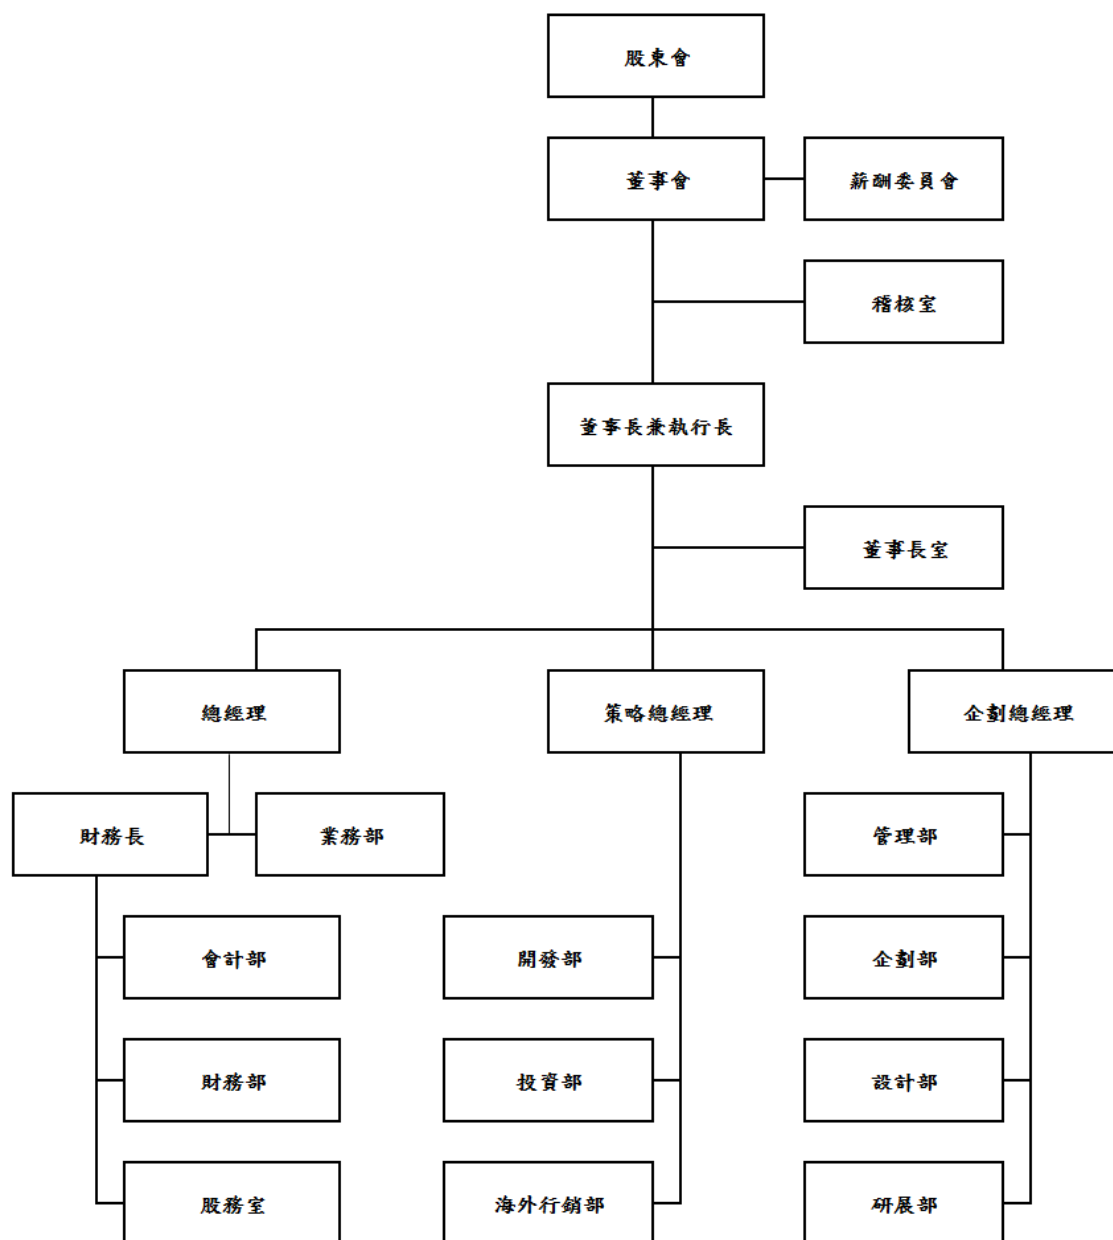 股東會
董事會
薪酬委員會
稽核室
董事長兼執行長
董事長室
總經理
策略總經理
企劃總經理
財務長
業務部
管理部
會計部
開發部
企劃部
財務部
投資部
設計部
股務室
海外行銷部
研展部